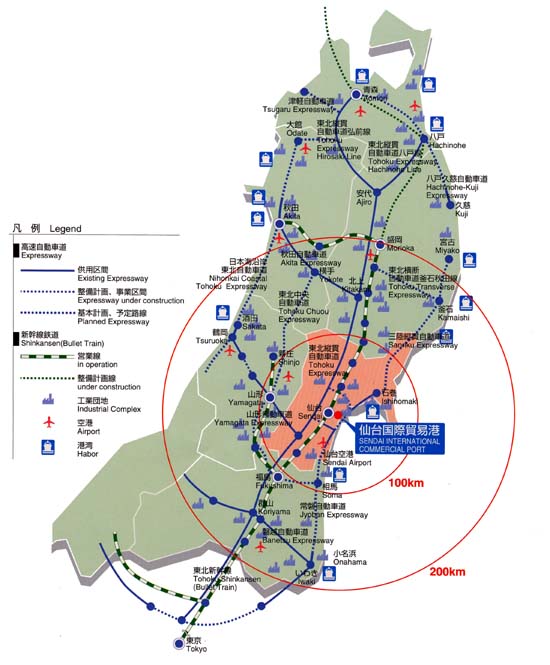 凡 例 Legend
高速自動車道
Expressway
供用区間
Existing Expressway
整備計画、事業区間
Expressway under construction
基本計画、予定路線
Planned Expressway
新幹線鉄道
Shinkansen(Bullet Train)
営業線
in operation
整備計画線
under construction
工業団地
Industrial Complex
空港
Airport
港湾
Habor
青森
Aomori
津軽自動車道
Tsugaru Expressway
大館
Odate
東北縦貫
自動車道弘前線
Tohoku
Expressway
Hirosaki Line
東北縦貫
自動車道八戸線
Tohoku Expressway
Hachinohe Line
八戸
Hachinohe
八戸久慈自動車道
Hachinohe-Kuji
Expressway
久慈
Kuji
安代
Ajiro
秋田
Akita
盛岡
Morioka
宮古
Miyako
秋田自動車道
Akita Expressway
日本海沿岸
東北自動車道
Nihonkai Coastal
Tohoku Expressway
横手
Yokote
北上
Kitakami
東北横断
自動車道釜石秋田線
Tohoku Transverse
Expressway
釜石
Kamaishi
東北中央
自動車道
Tohoku Chuou
Expressway
酒田
Sakata
鶴岡
Tsuruoka
新庄
Shinjo
東北縦貫
自動車道
Tohoku
Expressway
三陸縦貫自動車道
Sanriku Expressway
山形
Yamagata
石巻
Ishinomaki
仙台
Sendai
山形自動車道
Yamagata Expressway
仙台国際貿易港
SENDAI INTERNATIONAL
COMMERCIAL PORT
仙台空港
Sendai Airport
福島
Fukushima
相馬
Soma
100km
郡山
Koriyama
常磐自動車道
Jyoban Expressway
磐越自動車道
Banetsu Expressway
小名浜
Onahama
いわき
Iwaki
200km
東北新幹線
Tohoku Shinkansen
(Bullet Train)
東京
Tokyo